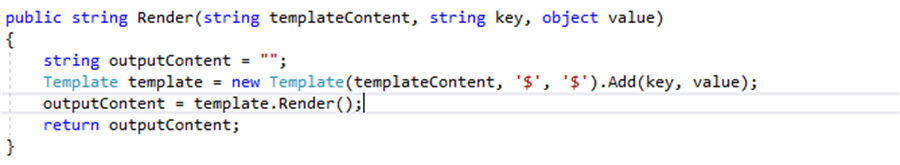 public string Render(string templateContent, string key, object value)
{
string outputContent = "";
Template template = new Template(templateContent, '$', '$').Add(key, value);
outputContent = template.Render();
return outputContent;
}